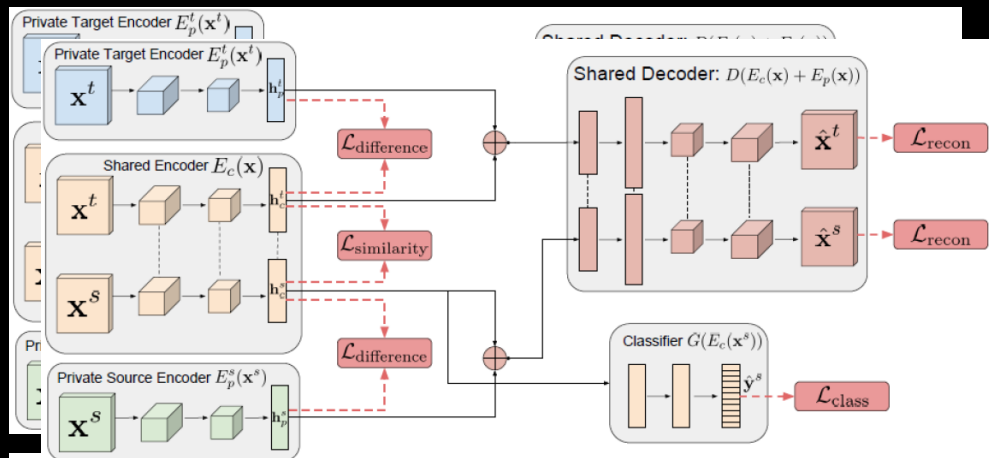 Private Target Encoder E_p^t(x^t)
Private Target Encoder E_p^t(x^t)
x^t
h_p^t
L_difference
Shared Encoder E_c(x)
x^t
h_c^t
L_similarity
x^s
h_c^s
L_difference
Private Source Encoder E_p^s(x^s)
x^s
h_p^s
Shared Decoder: D(E_c(x) + E_p(x))
x̂^t
L_recon
x̂^s
L_recon
Classifier G(E_c(x^s))
ŷ^s
L_class